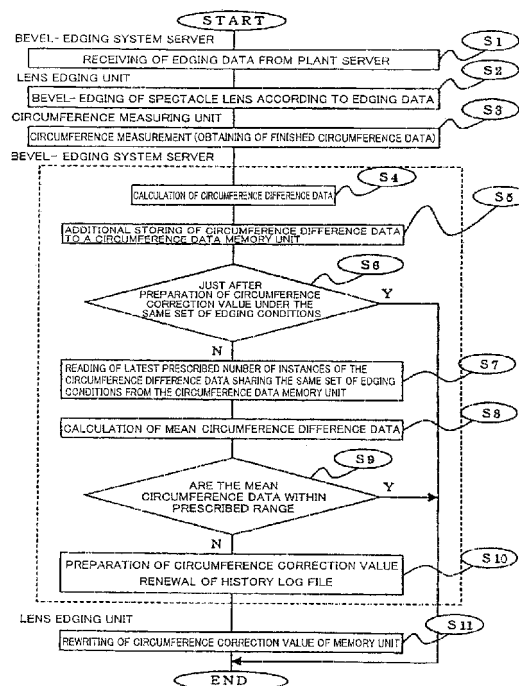 START
BEVEL-EDGING SYSTEM SERVER
S1
RECEIVING OF EDGING DATA FROM PLANT SERVER
LENS EDGING UNIT
S2
BEVEL-EDGING OF SPECTACLE LENS ACCORDING TO EDGING DATA
CIRCUMFERENCE MEASURING UNIT
S3
CIRCUMFERENCE MEASUREMENT (OBTAINING OF FINISHED CIRCUMFERENCE DATA)
BEVEL-EDGING SYSTEM SERVER
S4
CALCULATION OF CIRCUMFERENCE DIFFERENCE DATA
S5
ADDITIONAL STORING OF CIRCUMFERENCE DIFFERENCE DATA
TO A CIRCUMFERENCE DATA MEMORY UNIT
S6
JUST AFTER
PREPARATION OF CIRCUMFERENCE
CORRECTION VALUE UNDER THE
SAME SET OF EDGING CONDITIONS
Y
N
S7
READING OF LATEST PRESCRIBED NUMBER OF INSTANCES OF THE
CIRCUMFERENCE DIFFERENCE DATA SHARING THE SAME SET OF EDGING
CONDITIONS FROM THE CIRCUMFERENCE DATA MEMORY UNIT
S8
CALCULATION OF MEAN CIRCUMFERENCE DIFFERENCE DATA
S9
ARE THE MEAN
CIRCUMFERENCE DATA WITHIN
PRESCRIBED RANGE
Y
N
S10
PREPARATION OF CIRCUMFERENCE CORRECTION VALUE
RENEWAL OF HISTORY LOG FILE
LENS EDGING UNIT
S11
REWRITING OF CIRCUMFERENCE CORRECTION VALUE OF MEMORY UNIT
END